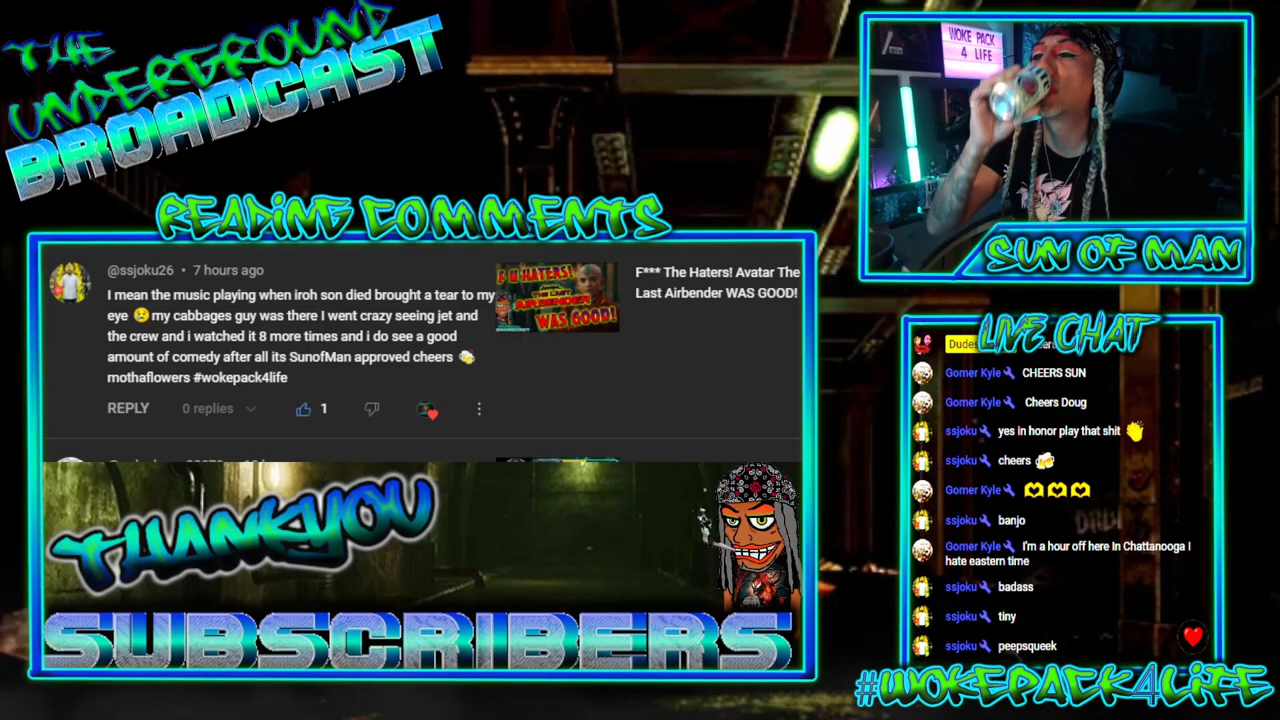 THE
UNDERGROUND
BROADCAST
WOKE PACK
4 LIFE
SUN OF MAN
READING COMMENTS
@ssjoku26 • 7 hours ago
I mean the music playing when iroh son died brought a tear to my
eye 😢 my cabbages guy was there I went crazy seeing jet and
the crew and i watched it 8 more times and i do see a good
amount of comedy after all its SunofMan approved cheers 🍻
mothaflowers #wokepack4life
REPLY 0 replies 1
F U HATERS!
AIRBENDER
WAS GOOD!
F*** The Haters! Avatar The
Last Airbender WAS GOOD!
THANKYOU
SUBSCRIBERS
LIVE CHAT
Gomer Kyle CHEERS SUN
Gomer Kyle Cheers Doug
ssjoku yes in honor play that shit 👏
ssjoku cheers 🍻
Gomer Kyle
ssjoku banjo
Gomer Kyle I'm a hour off here In Chattanooga I
hate eastern time
ssjoku badass
ssjoku tiny
ssjoku peepsqueek
#WOKEPACK4LIFE